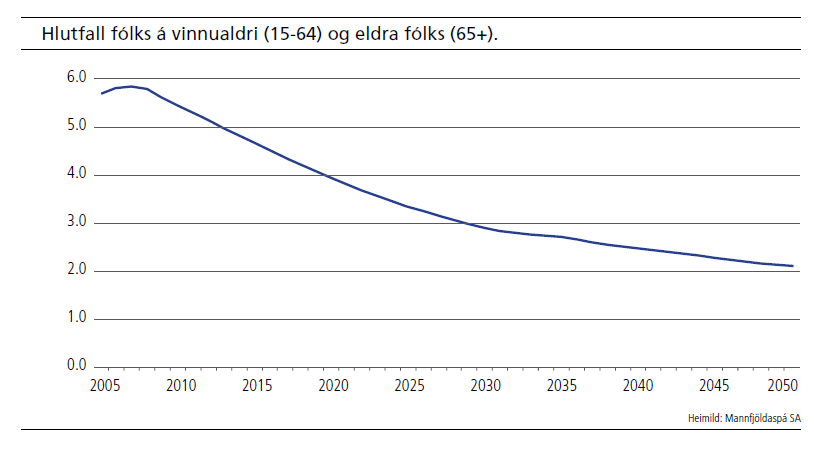 Hlutfall fólks á vinnualdri (15-64) og eldra fólks (65+).
6.0
5.0
4.0
3.0
2.0
1.0
0.0
2005 2010 2015 2020 2025 2030 2035 2040 2045 2050
Heimild: Mannfjöldaspá SA